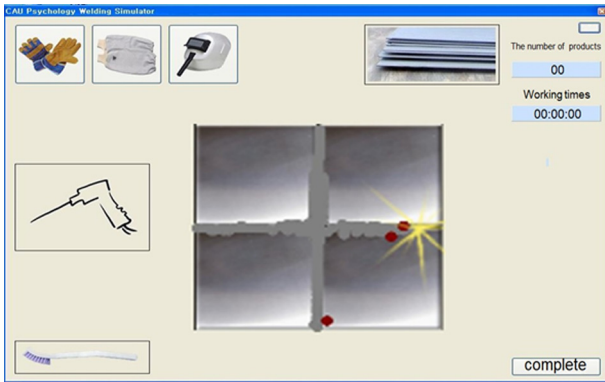 CAU Psychology Welding Simulator
The number of products
00
Working times
00:00:00
complete